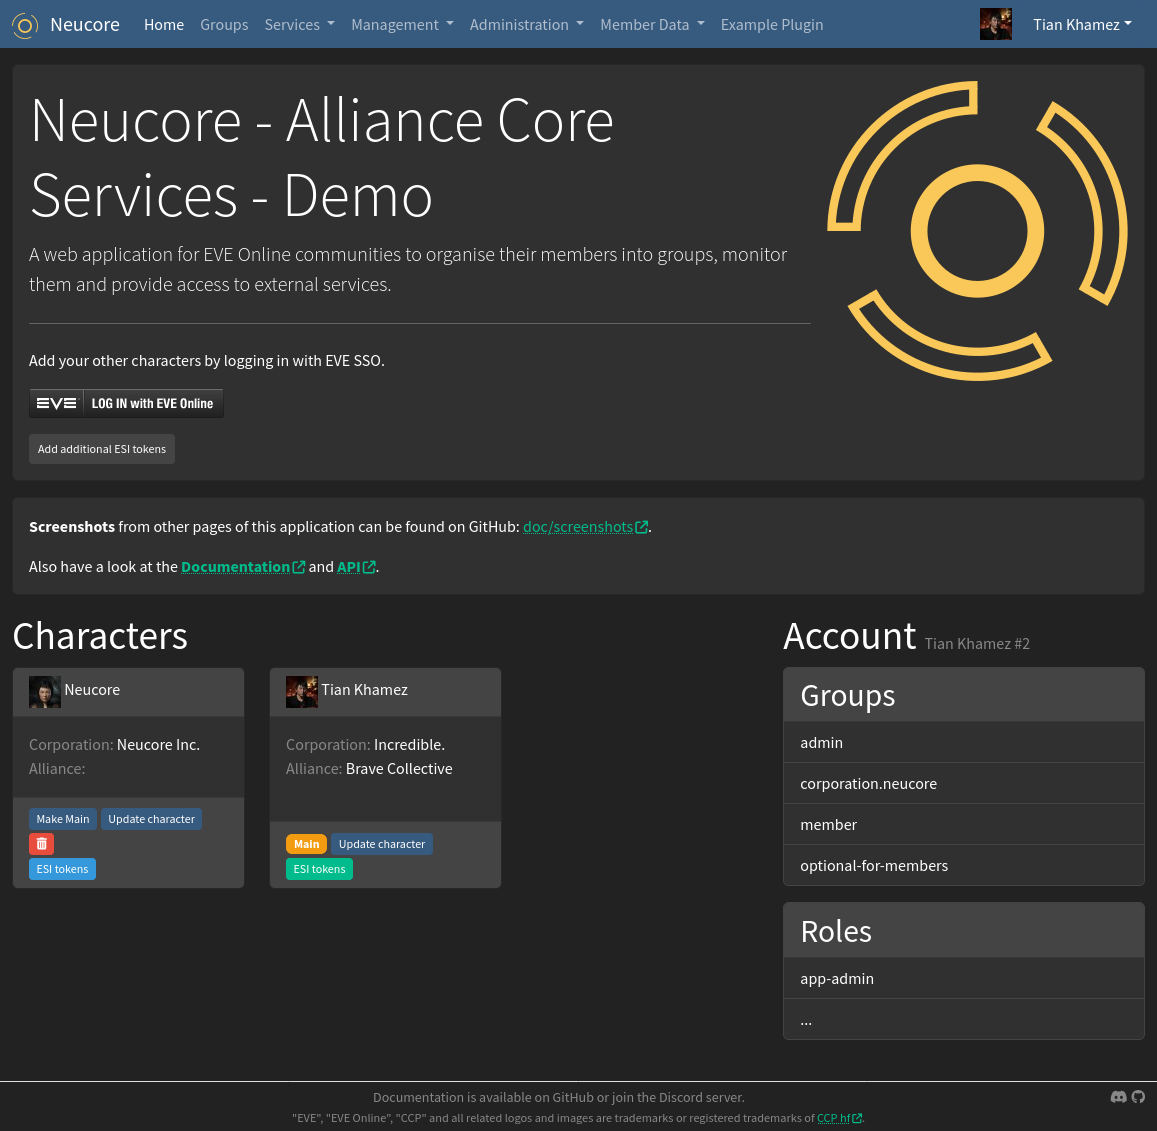 Neucore Home Groups Services Management Administration Member Data Example Plugin Tian Khamez
Neucore - Alliance Core
Services - Demo
A web application for EVE Online communities to organise their members into groups, monitor
them and provide access to external services.
Add your other characters by logging in with EVE SSO.
EVE LOG IN with EVE Online
Add additional ESI tokens
Screenshots from other pages of this application can be found on GitHub: doc/screenshots.
Also have a look at the Documentation and API.
Characters
Neucore
Corporation: Neucore Inc.
Alliance:
Make Main Update character
ESI tokens
Tian Khamez
Corporation: Incredible.
Alliance: Brave Collective
Main Update character
ESI tokens
Account Tian Khamez #2
Groups
admin
corporation.neucore
member
optional-for-members
Roles
app-admin
...
Documentation is available on GitHub or join the Discord server.
"EVE", "EVE Online", "CCP" and all related logos and images are trademarks or registered trademarks of CCP hf.